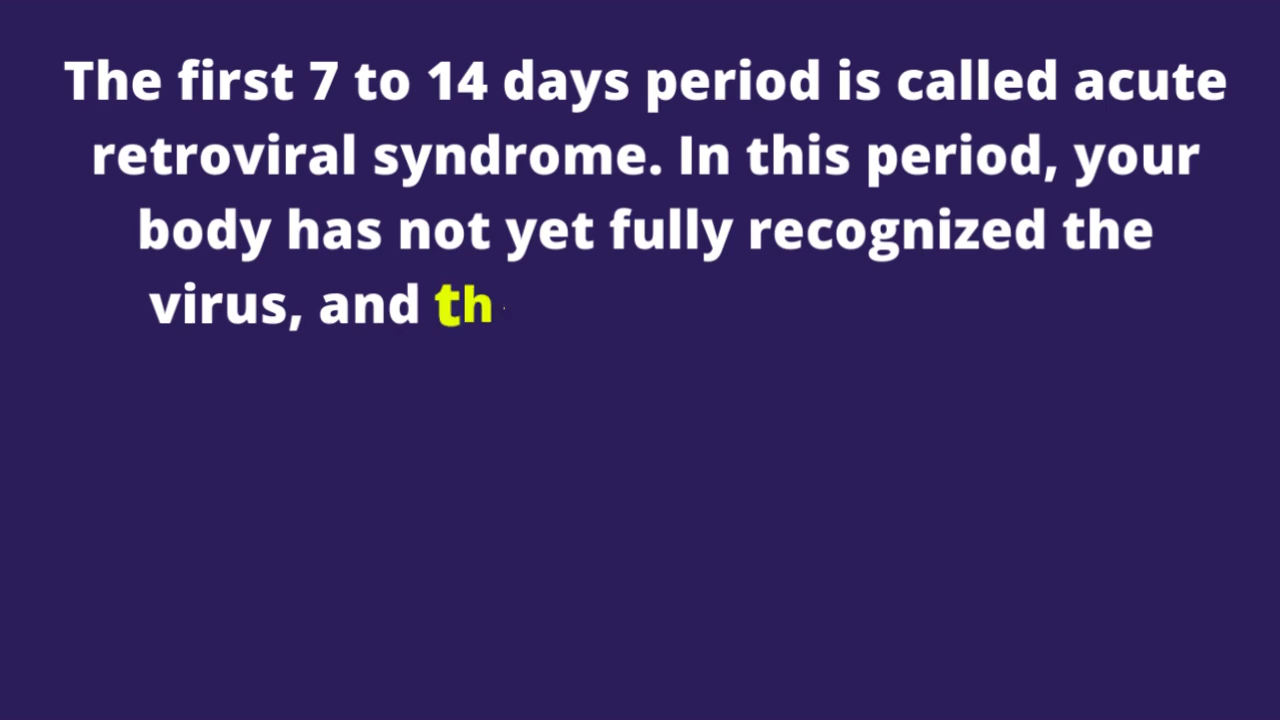 The first 7 to 14 days period is called acute
retroviral syndrome. In this period, your
body has not yet fully recognized the
virus, and th